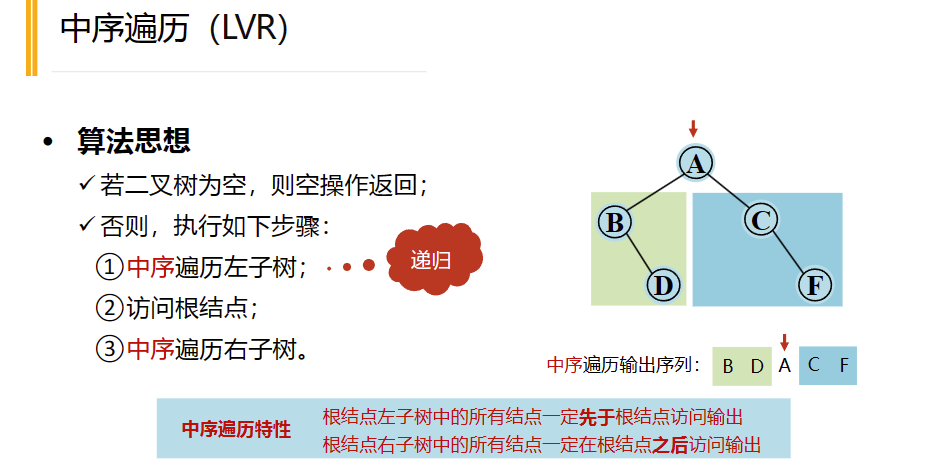 中序遍历（LVR）
• 算法思想
✓若二叉树为空，则空操作返回；
✓否则，执行如下步骤：
①中序遍历左子树；
递归
②访问根结点；
③中序遍历右子树。
A
B
C
D
F
中序遍历输出序列： B D A C F
中序遍历特性
根结点左子树中的所有结点一定先于根结点访问输出
根结点右子树中的所有结点一定在根结点之后访问输出